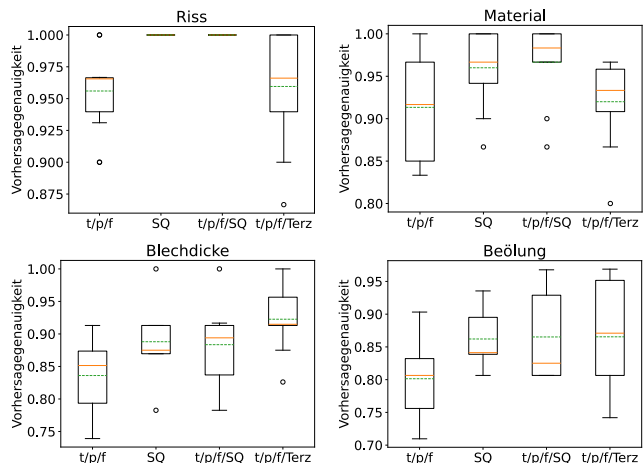 Riss
Vorhersagegenauigkeit
1.000
0.975
0.950
0.925
0.900
0.875
t/p/f SQ t/p/f/SQ t/p/f/Terz
Material
Vorhersagegenauigkeit
1.00
0.95
0.90
0.85
0.80
t/p/f SQ t/p/f/SQ t/p/f/Terz
Blechdicke
Vorhersagegenauigkeit
1.00
0.95
0.90
0.85
0.80
0.75
t/p/f SQ t/p/f/SQ t/p/f/Terz
Beölung
Vorhersagegenauigkeit
0.95
0.90
0.85
0.80
0.75
0.70
t/p/f SQ t/p/f/SQ t/p/f/Terz